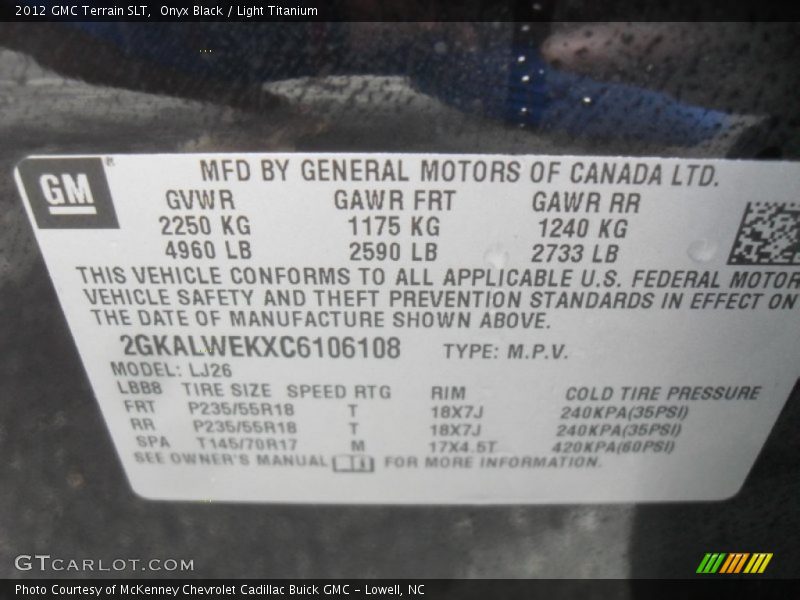 2012 GMC Terrain SLT, Onyx Black / Light Titanium
GM
MFD BY GENERAL MOTORS OF CANADA LTD.
GVWR GAWR FRT GAWR RR
2250 KG 1175 KG 1240 KG
4960 LB 2590 LB 2733 LB
THIS VEHICLE CONFORMS TO ALL APPLICABLE U.S. FEDERAL MOTOR
VEHICLE SAFETY AND THEFT PREVENTION STANDARDS IN EFFECT ON
THE DATE OF MANUFACTURE SHOWN ABOVE.
2GKALWEKXC6106108 TYPE: M.P.V.
MODEL: LJ26
LBB8 TIRE SIZE SPEED RTG RIM COLD TIRE PRESSURE
FRT P235/55R18 T 18X7J 240KPA(35PSI)
RR P235/55R18 T 18X7J 240KPA(35PSI)
SPA T145/70R17 M 17X4.5T 420KPA(60PSI)
SEE OWNER'S MANUAL FOR MORE INFORMATION.
GTCARLOT.COM
Photo Courtesy of McKenney Chevrolet Cadillac Buick GMC - Lowell, NC